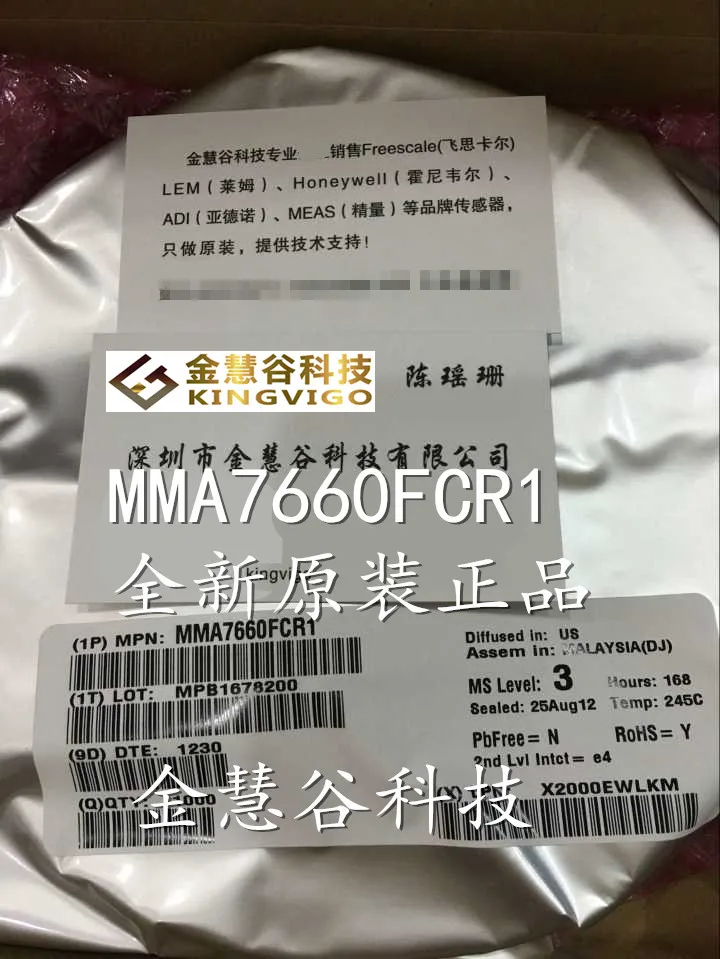 金慧谷科技专业 销售Freescale(飞思卡尔)
LEM（莱姆）、Honeywell（霍尼韦尔）、
ADI（亚德诺）、MEAS（精量）等品牌传感器，
只做原装，提供技术支持！
金慧谷科技
KINGVIGO
陈瑶珊
深圳市金慧谷科技有限公司
MMA7660FCR1
kingvigo
全新原装正品
(1P) MPN: MMA7660FCR1
(1T) LOT: MPB1678200
(9D) DTE: 1230
(Q)QTY:
Diffused in: US
Assem in: MALAYSIA(DJ)
MS Level: 3 Hours: 168
Sealed: 25Aug12 Temp: 245C
PbFree= N RoHS= Y
2nd Lvl Intct= e4
X2000EWLKM
金慧谷科技